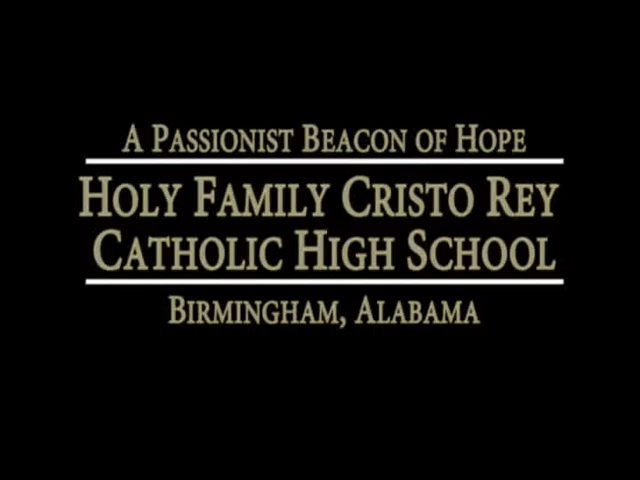 A Passionist Beacon of Hope
Holy Family Cristo Rey
Catholic High School
Birmingham, Alabama